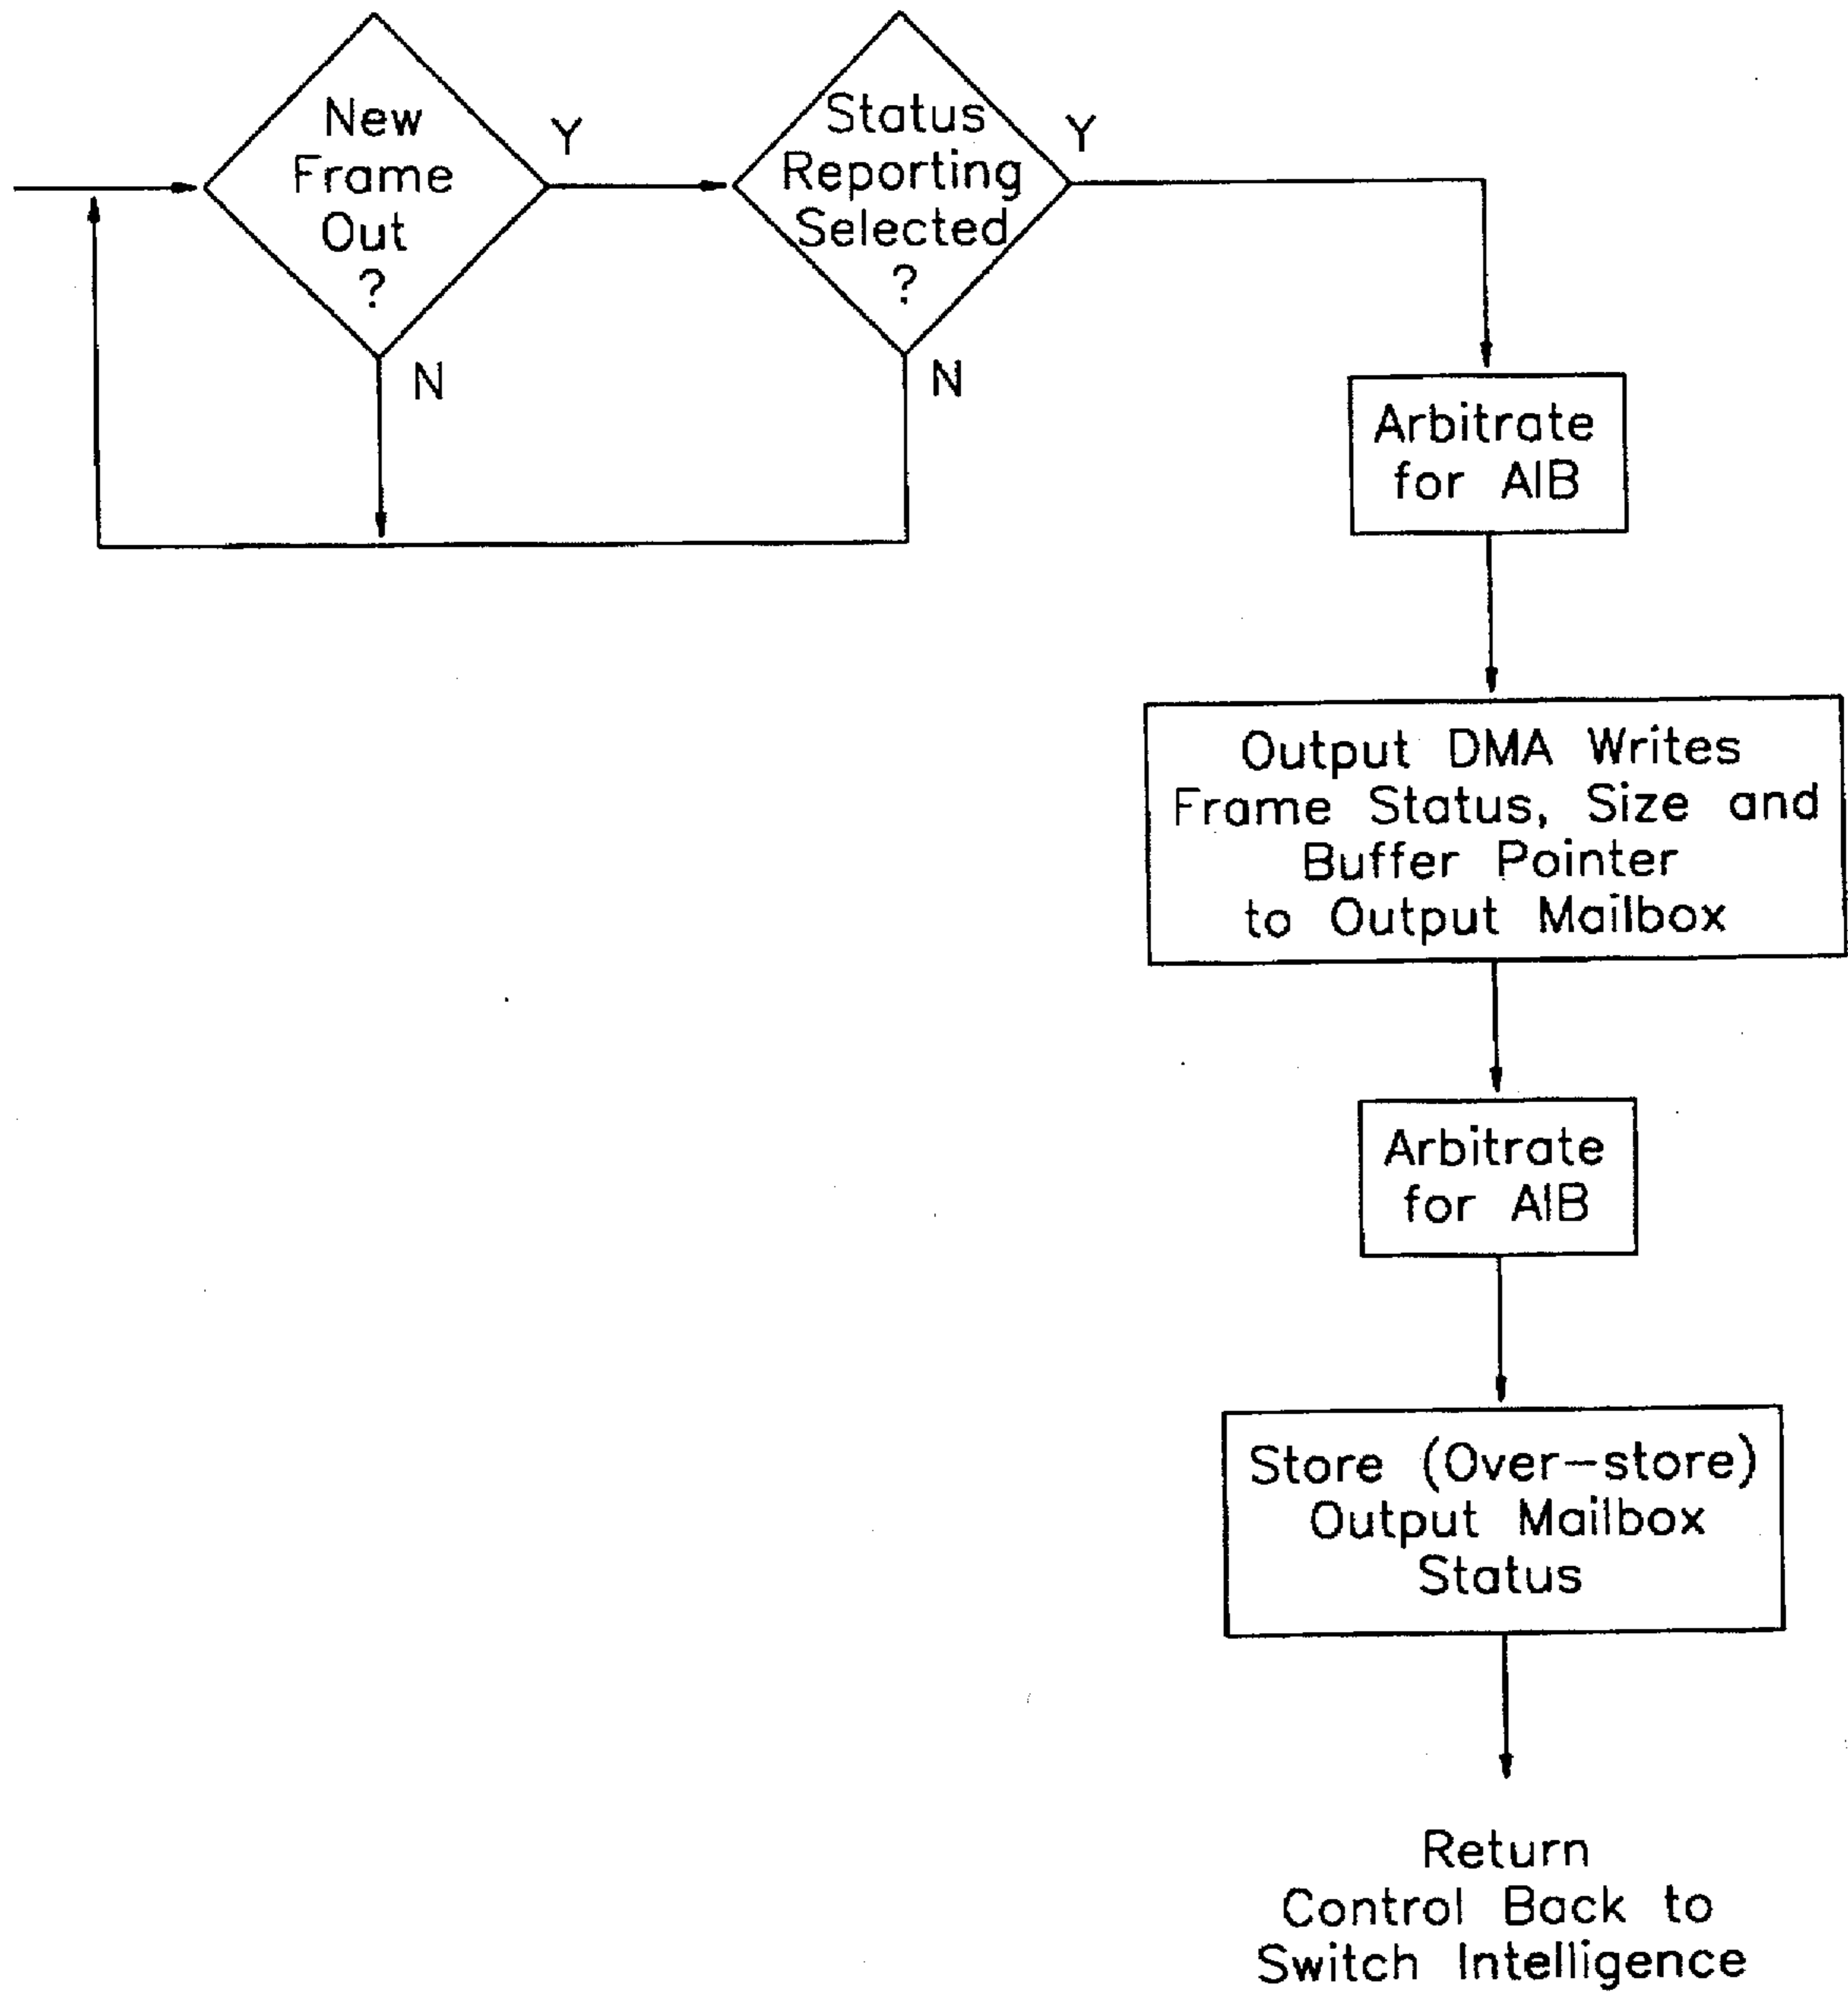 New
Frame
Out
?
Y
N
Status
Reporting
Selected
?
Y
N
Arbitrate
for AIB
Output DMA Writes
Frame Status, Size and
Buffer Pointer
to Output Mailbox
Arbitrate
for AIB
Store (Over-store)
Output Mailbox
Status
Return
Control Back to
Switch Intelligence